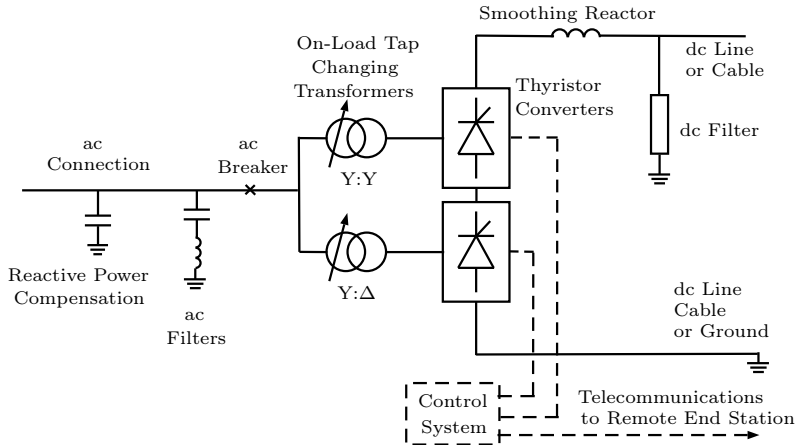 Smoothing Reactor
On-Load Tap
Changing
Transformers
dc Line
or Cable
Thyristor
Converters
dc Filter
ac
Connection
ac
Breaker
Y:Y
Reactive Power
Compensation
ac
Filters
Y:Δ
dc Line
Cable
or Ground
Control
System
Telecommunications
to Remote End Station